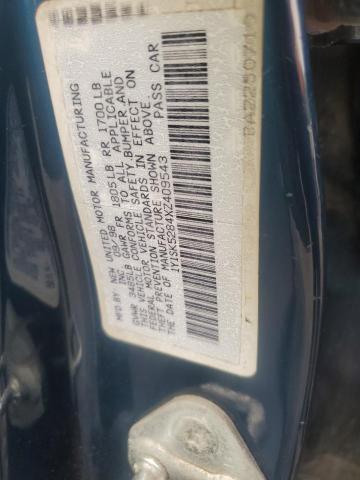 MFD BY NEW UNITED MOTOR MANUFACTURING
INC 09/98
GVWR 3485LB GAWR FR 1805LB RR 1700LB
THIS VEHICLE CONFORMS TO ALL APPLICABLE
FEDERAL MOTOR VEHICLE SAFETY, BUMPER AND
THEFT PREVENTION STANDARDS IN EFFECT ON
THE DATE OF MANUFACTURE SHOWN ABOVE
1Y1SK5284XZ409543 PASS CAR